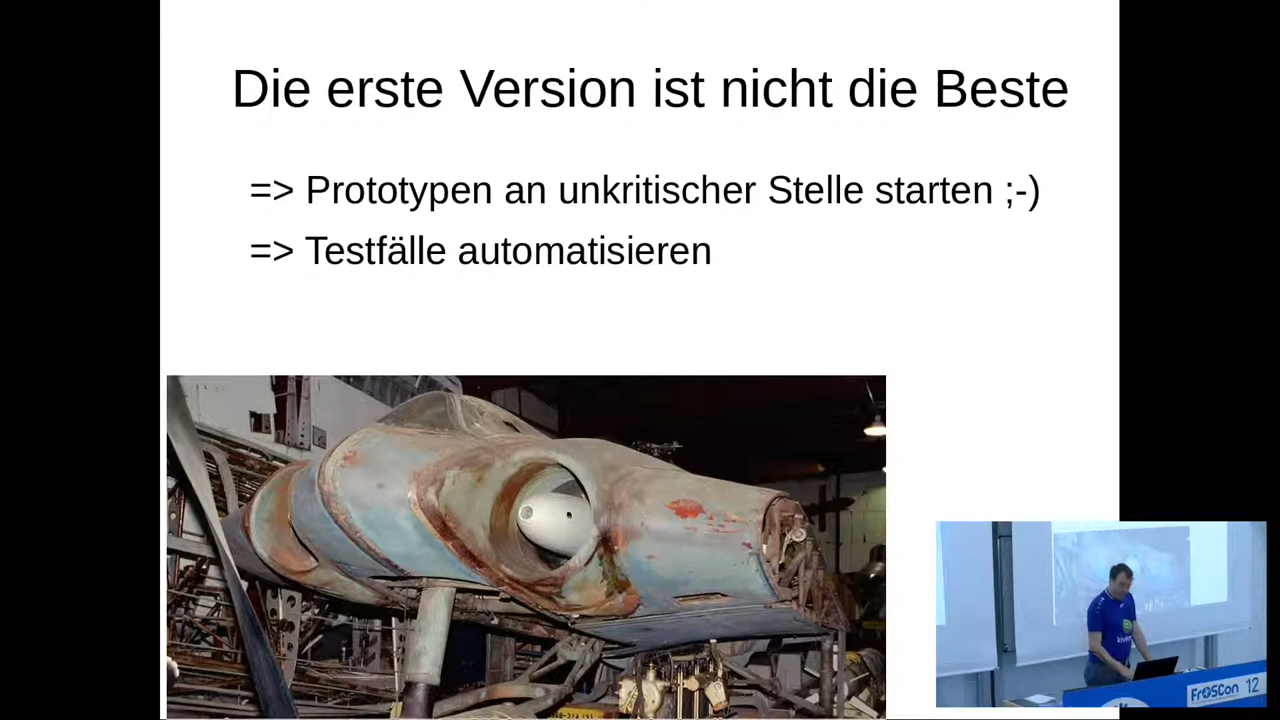 Die erste Version ist nicht die Beste
=> Prototypen an unkritischer Stelle starten ;-)
=> Testfälle automatisieren
FrOSCon 12